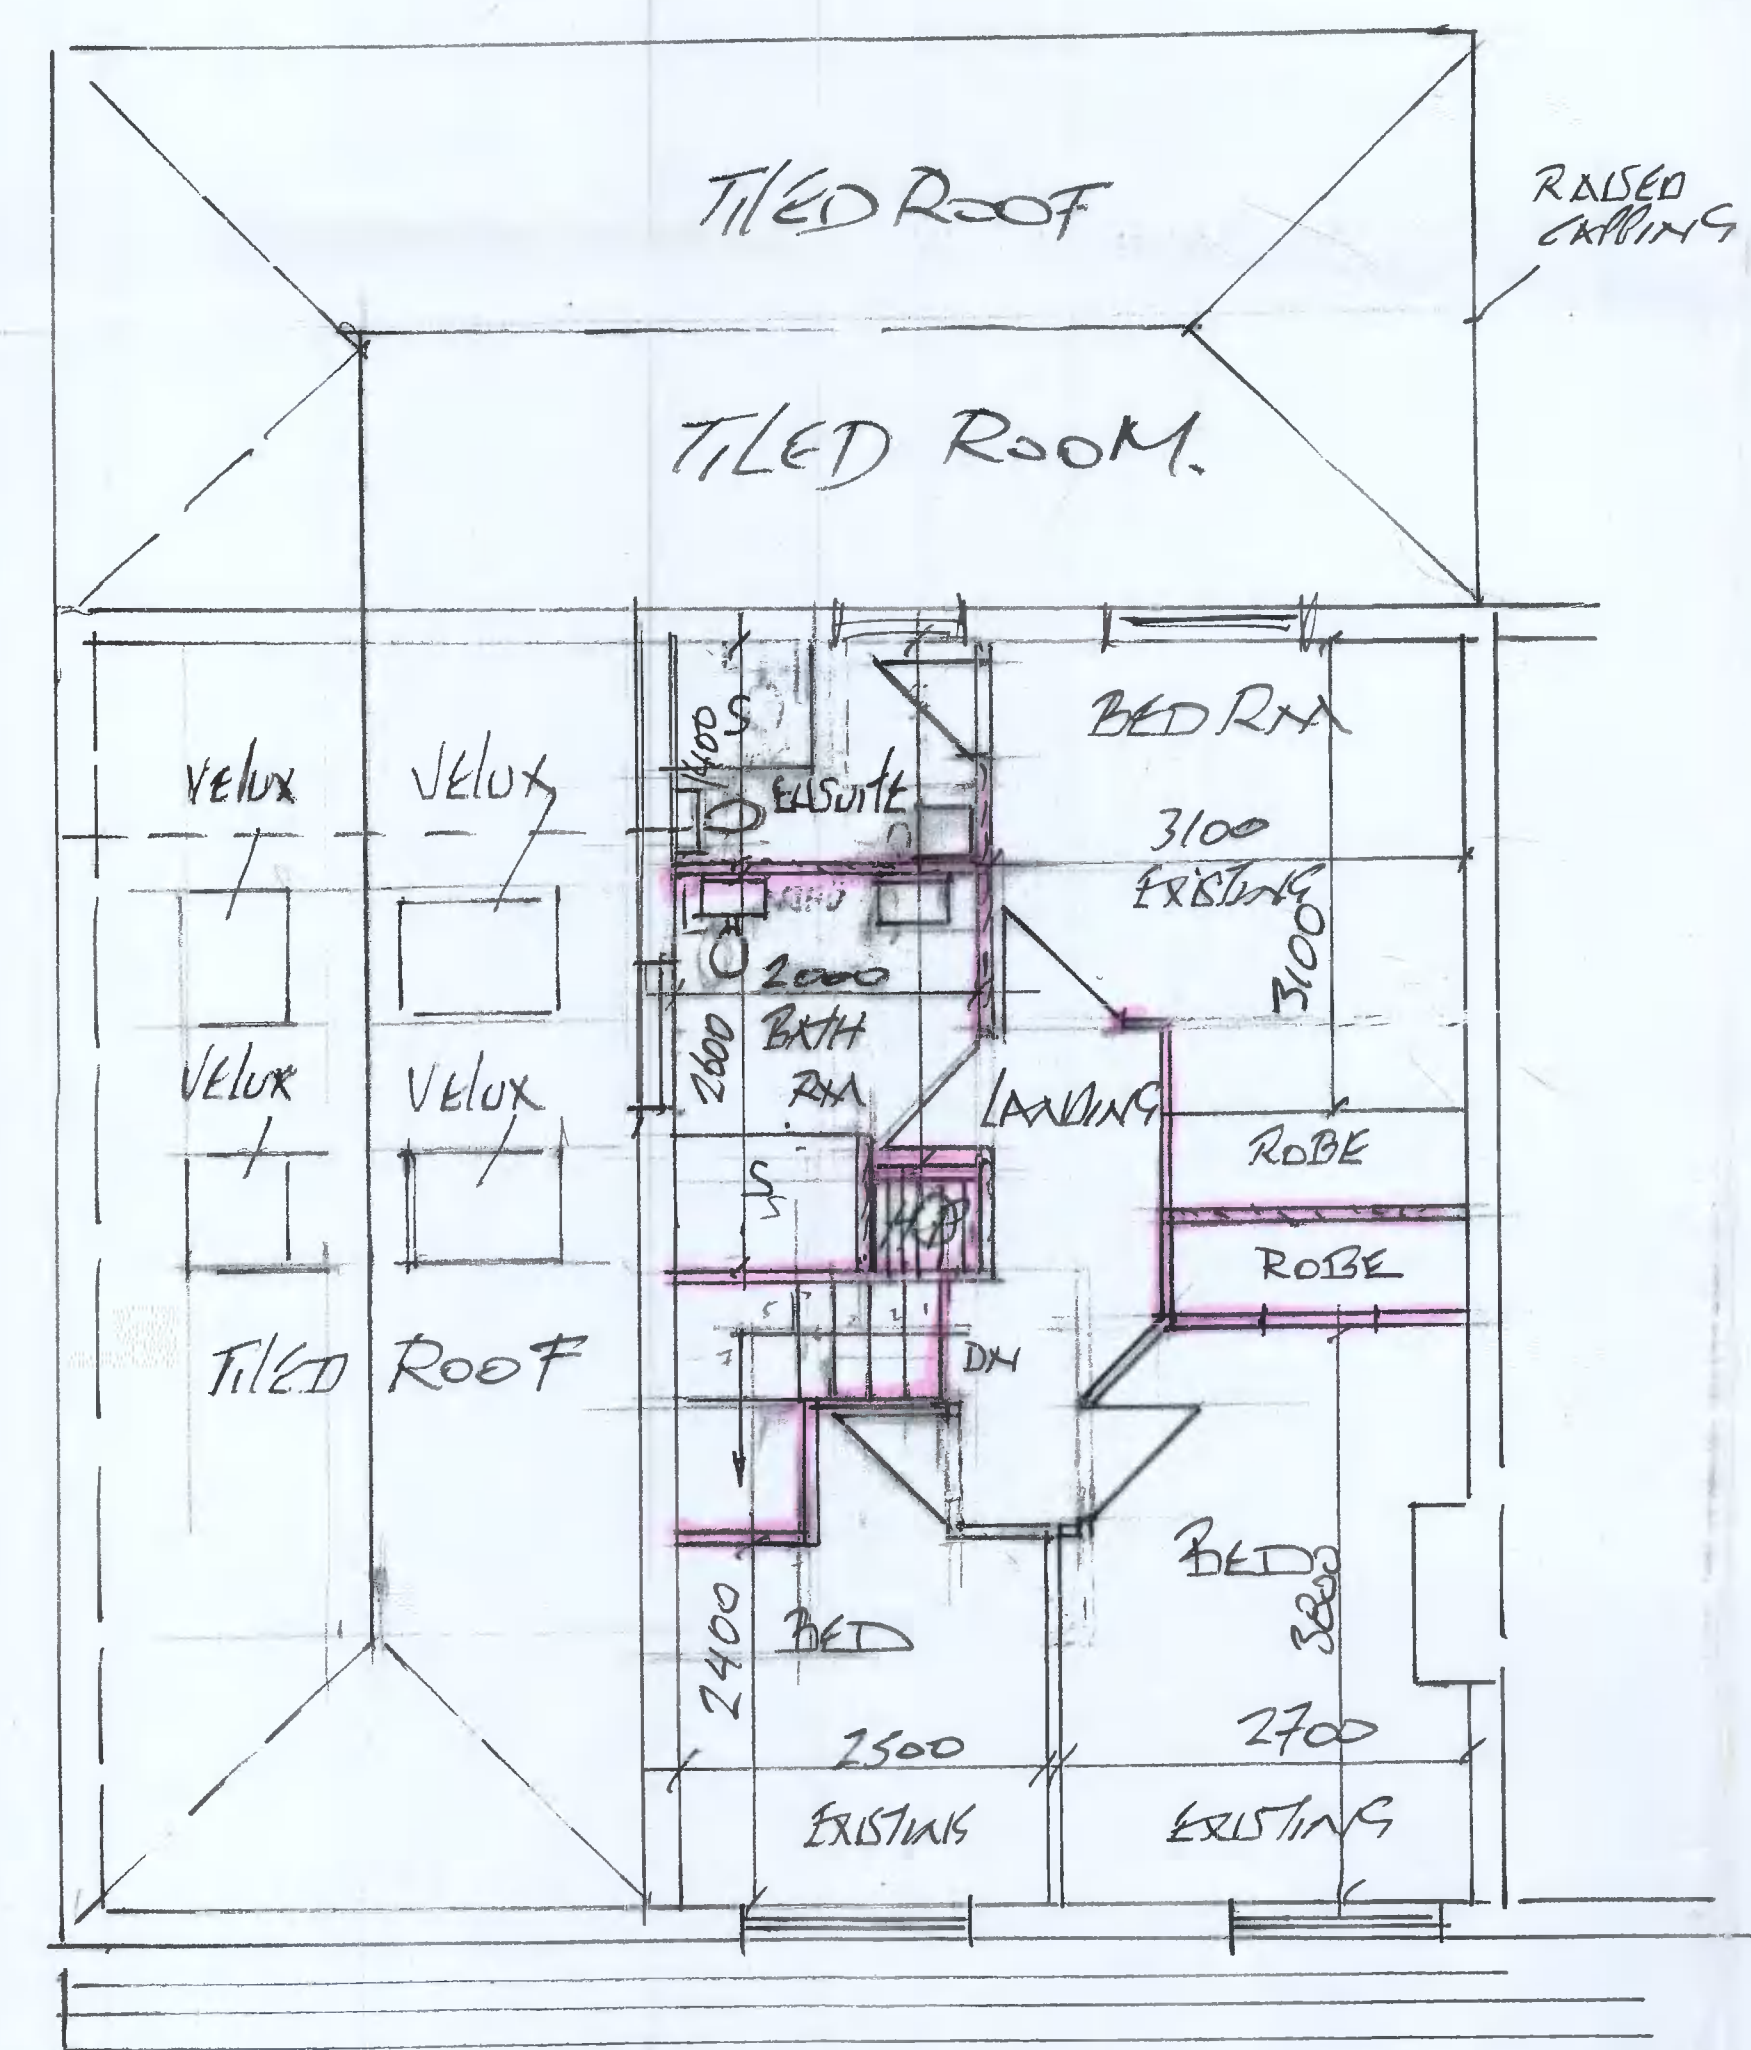 TILED ROOF
RAISED
CAPPING
TILED ROOM.
BED RM
S
1400
VELUX
VELUX
ENSUITE
3100
EXISTING
3100
2000
BATH
RM
2600
VELUX
VELUX
LANDING
ROBE
S
S
ROBE
TILED ROOF
DN
BED
BED
3800
2400
2500
2700
EXISTING
EXISTING